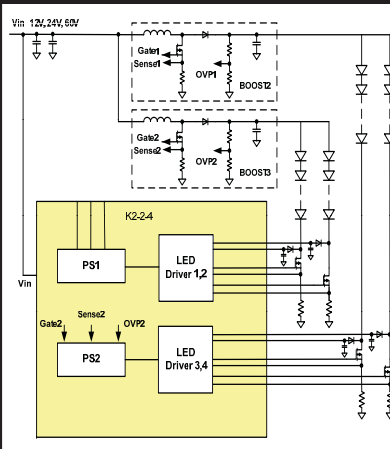 Vin 12V, 24V, 60V
Gate1
Sense1
OVP1
BOOST2
Gate2
Sense2
OVP2
BOOST3
K2-2-4
PS1
LED
Driver 1,2
Vin
Sense2
Gate2
OVP2
PS2
LED
Driver 3,4